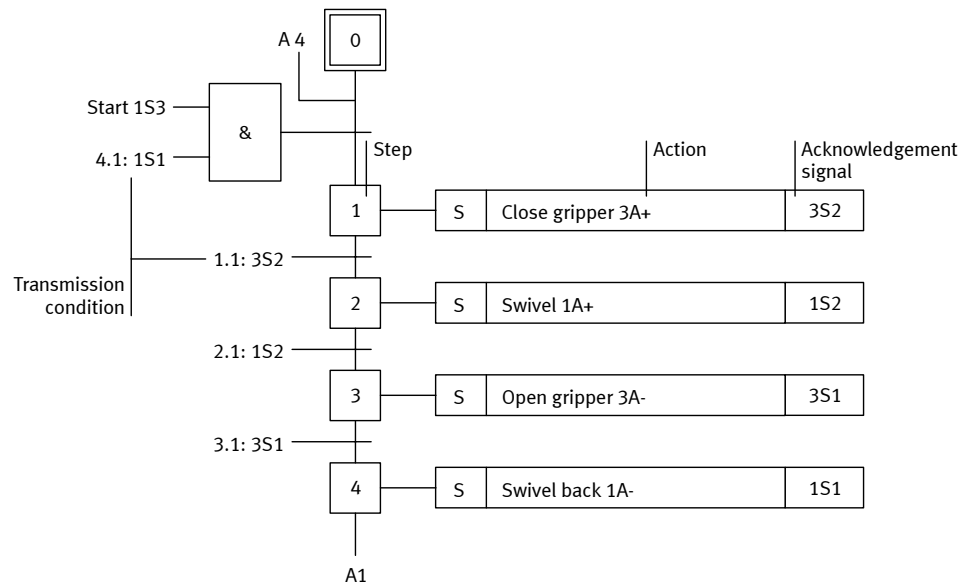 A 4
0
Start 1S3
&
4.1: 1S1
Step
Action
Acknowledgement
signal
1
S
Close gripper 3A+
3S2
1.1: 3S2
Transmission
condition
2
S
Swivel 1A+
1S2
2.1: 1S2
3
S
Open gripper 3A-
3S1
3.1: 3S1
4
S
Swivel back 1A-
1S1
A1